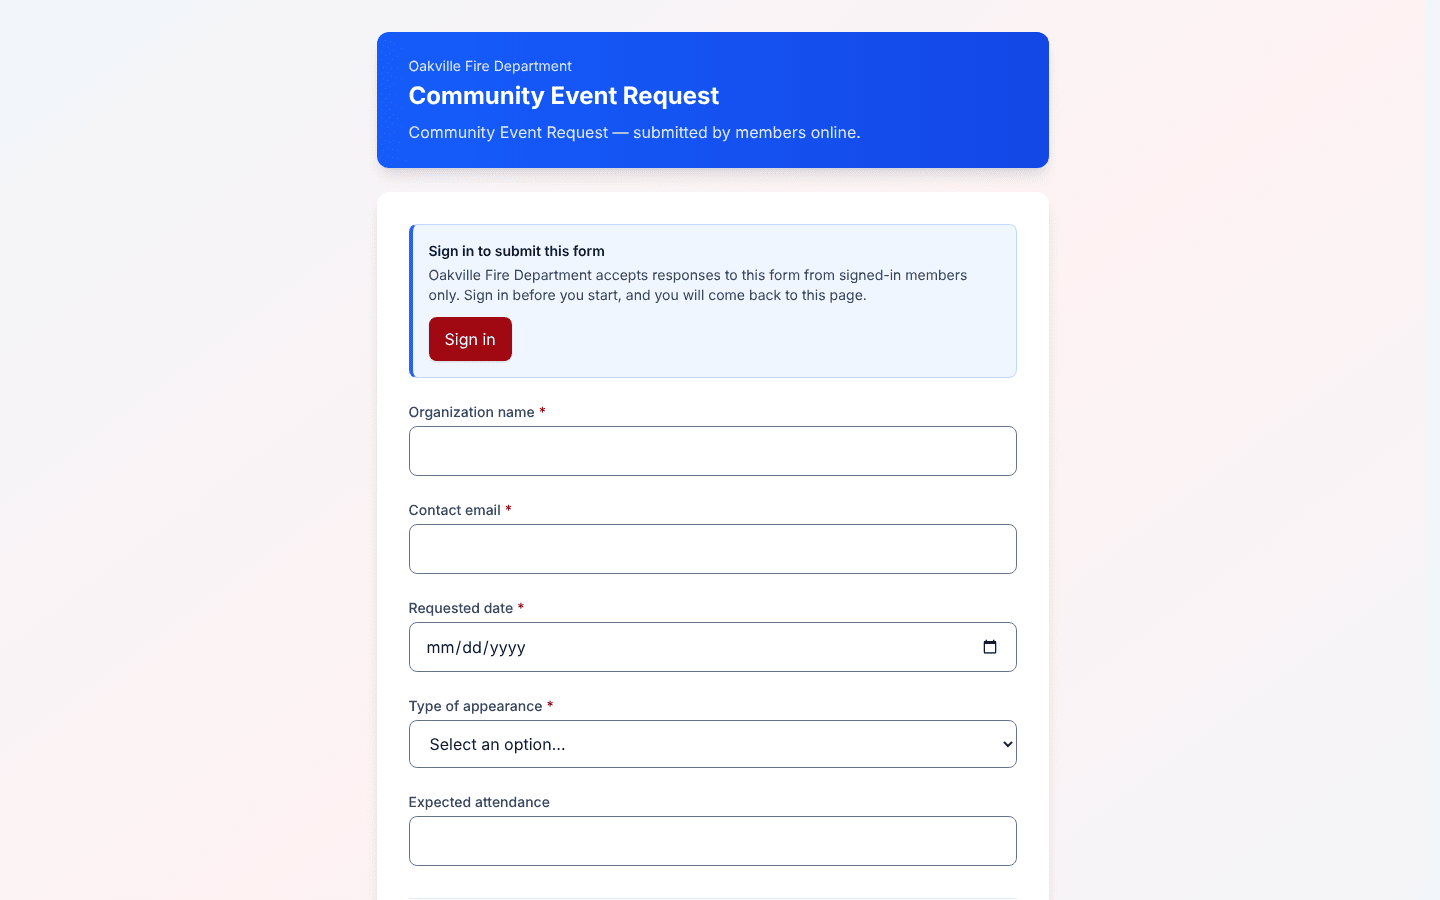 Oakville Fire Department
Community Event Request
Community Event Request — submitted by members online.
Sign in to submit this form
Oakville Fire Department accepts responses to this form from signed-in members
only. Sign in before you start, and you will come back to this page.
Sign in
Organization name *
Contact email *
Requested date *
mm/dd/yyyy
Type of appearance *
Select an option...
Expected attendance